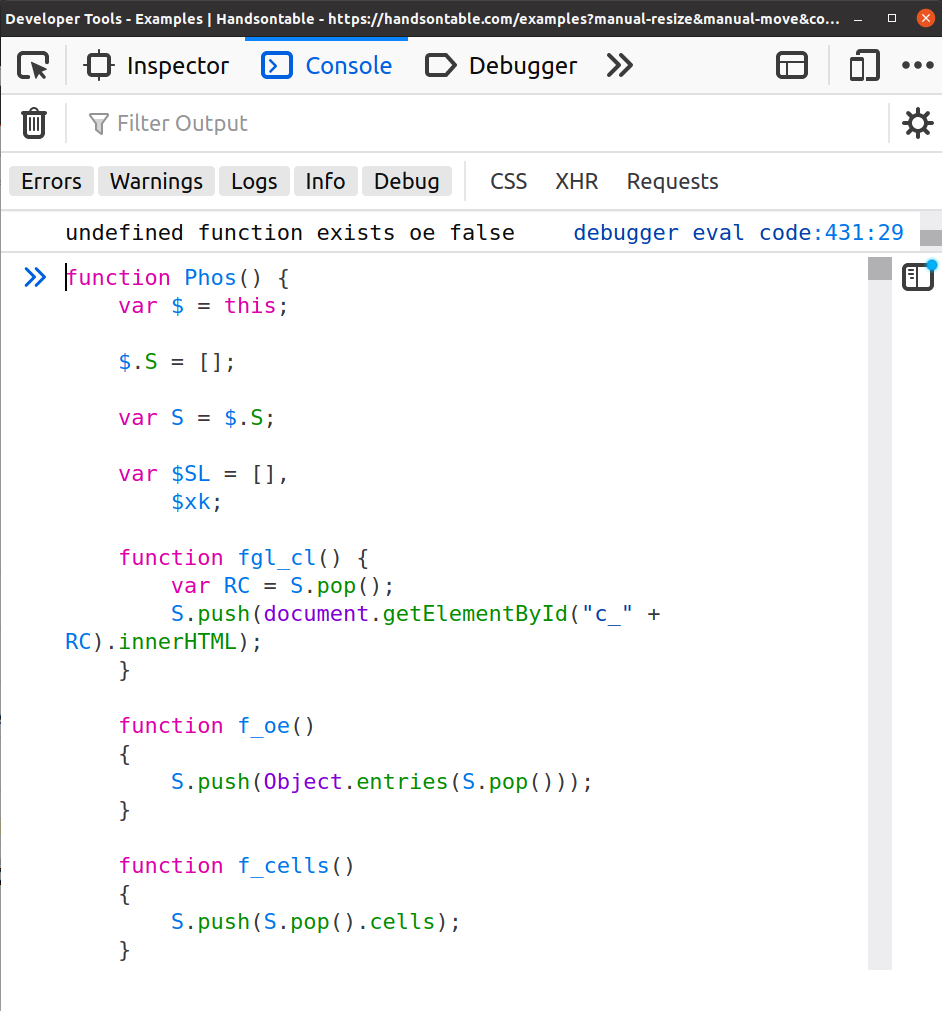 Developer Tools - Examples | Handsontable - https://handsontable.com/examples?manual-resize&manual-move&co...
Inspector Console Debugger
Filter Output
Errors Warnings Logs Info Debug CSS XHR Requests
undefined function exists oe false debugger eval code:431:29
function Phos() {
    var $ = this;

    $.S = [];

    var S = $.S;

    var $SL = [],
        $xk;

    function fgl_cl() {
        var RC = S.pop();
        S.push(document.getElementById("c_" +
RC).innerHTML);
    }

    function f_oe()
    {
        S.push(Object.entries(S.pop()));
    }

    function f_cells()
    {
        S.push(S.pop().cells);
    }